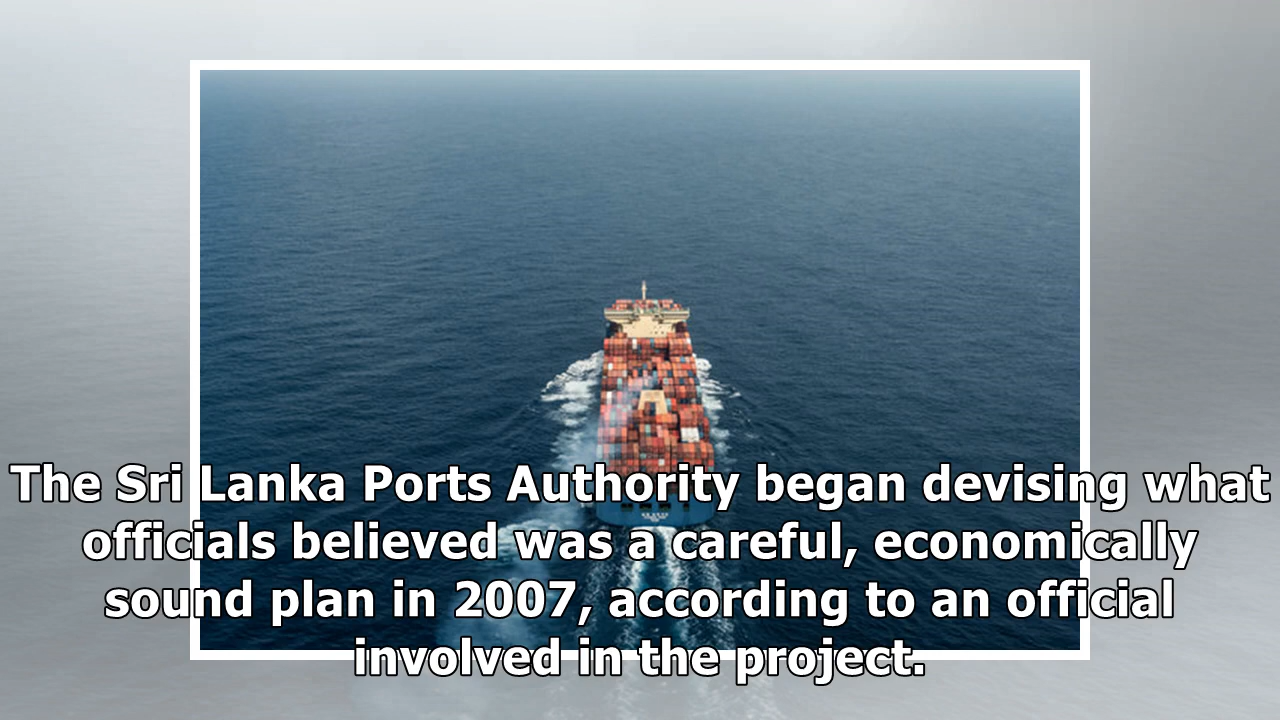 The Sri Lanka Ports Authority began devising what
officials believed was a careful, economically
sound plan in 2007, according to an official
involved in the project.